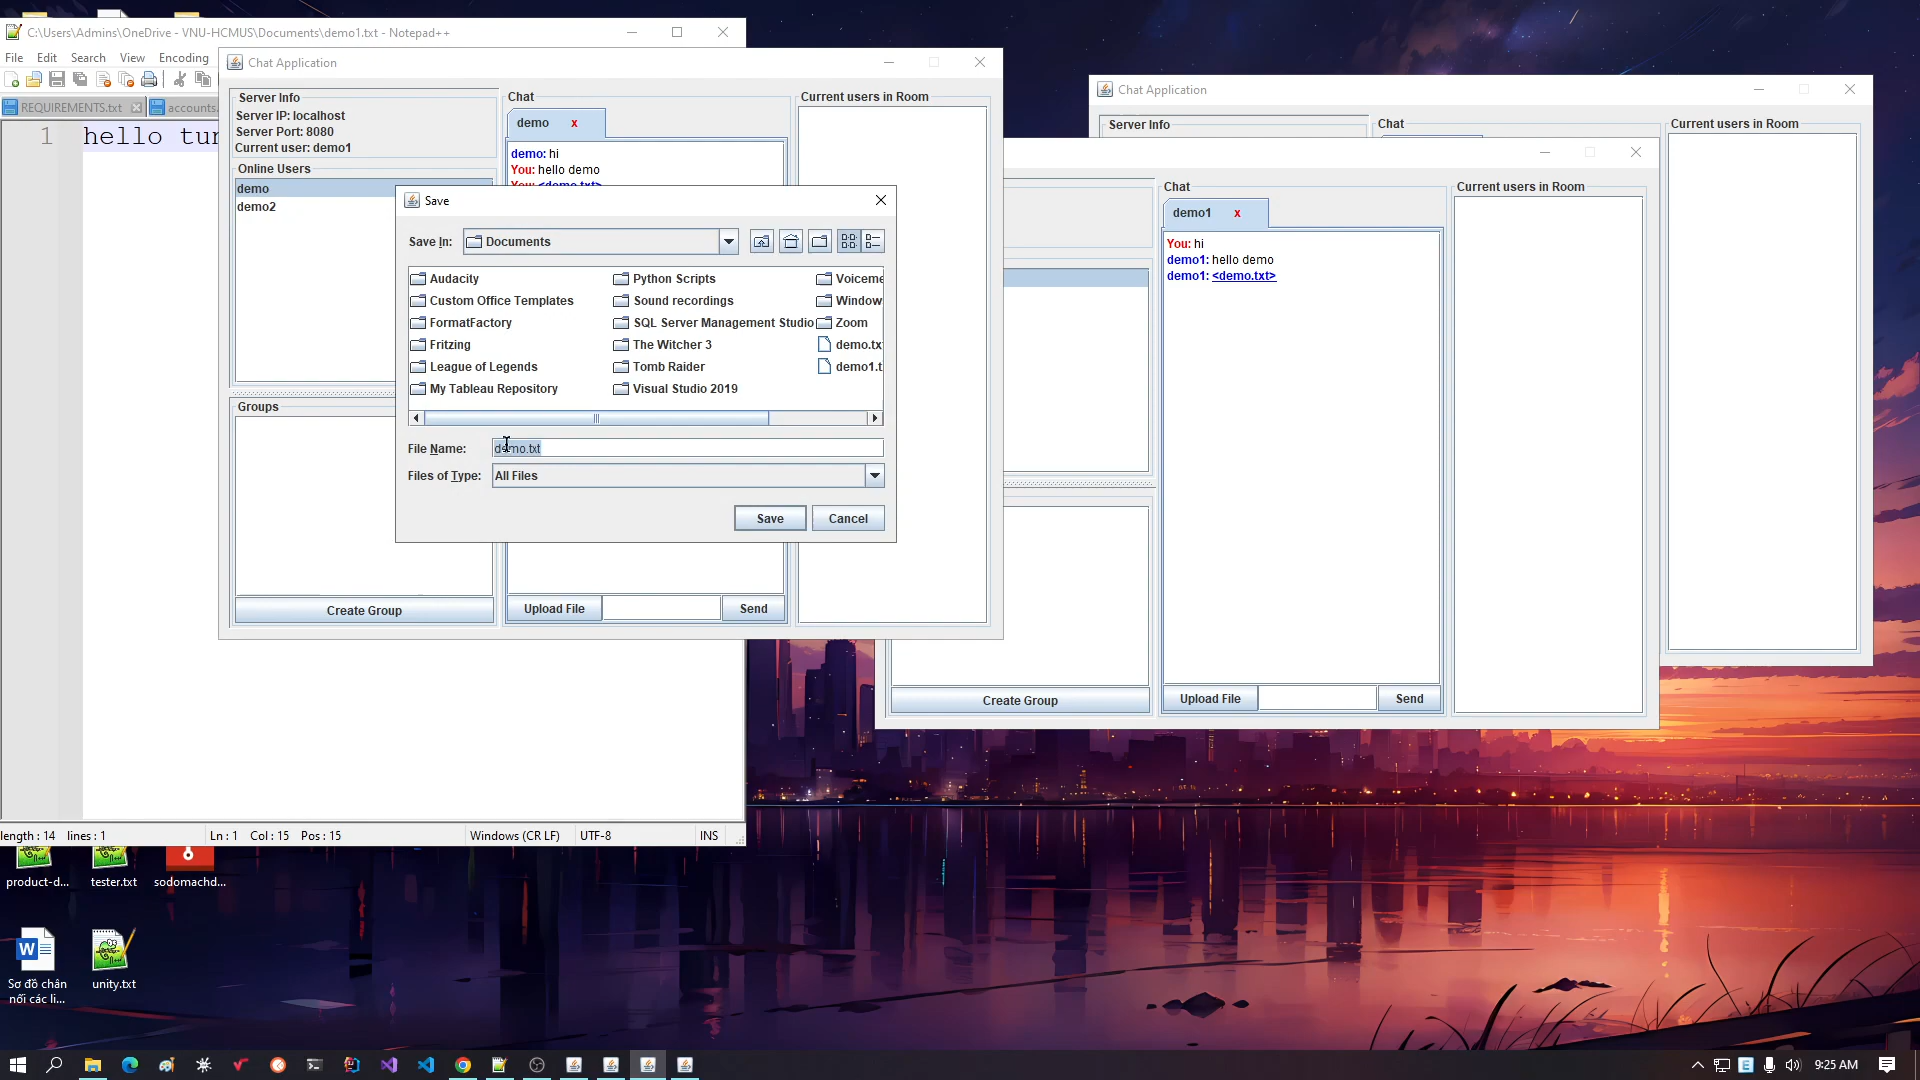 C:\Users\Admins\OneDrive - VNU-HCMUS\Documents\demo1.txt - Notepad++
File Edit Search View Encoding
REQUIREMENTS.txt accounts.
1 hello tur
length : 14 lines : 1 Ln : 1 Col : 15 Pos : 15 Windows (CR LF) UTF-8 INS
Chat Application
Server Info
Server IP: localhost
Server Port: 8080
Current user: demo1
Online Users
demo
demo2
Groups
Create Group
Chat
demo x
demo: hi
You: hello demo
You: <demo.txt>
Upload File Send
Current users in Room
Save
Save In: Documents
Audacity
Custom Office Templates
FormatFactory
Fritzing
League of Legends
My Tableau Repository
Python Scripts
Sound recordings
SQL Server Management Studio
The Witcher 3
Tomb Raider
Visual Studio 2019
Voiceme
Window
Zoom
demo.tx
demo1.t
File Name: demo.txt
Files of Type: All Files
Save Cancel
Chat Application
Server Info
Chat
Current users in Room
Chat
demo1 x
You: hi
demo1: hello demo
demo1: <demo.txt>
Current users in Room
Create Group
Upload File Send
product-d...
tester.txt
sodomachd...
Sơ đồ chân
nối các li...
unity.txt
9:25 AM